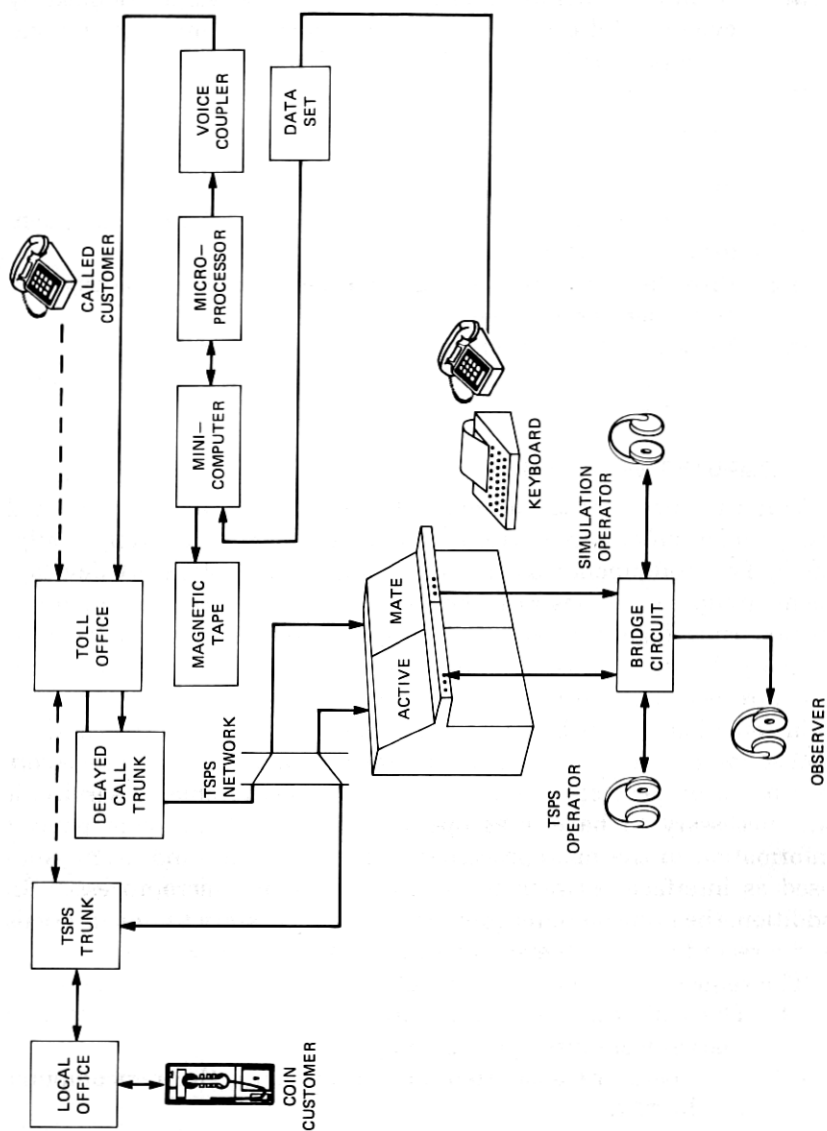 LOCAL
OFFICE
COIN
CUSTOMER
TSPS
TRUNK
DELAYED
CALL
TRUNK
TOLL
OFFICE
CALLED
CUSTOMER
TSPS
NETWORK
MAGNETIC
TAPE
MINI-
COMPUTER
MICRO-
PROCESSOR
VOICE
COUPLER
DATA
SET
ACTIVE
MATE
KEYBOARD
TSPS
OPERATOR
BRIDGE
CIRCUIT
SIMULATION
OPERATOR
OBSERVER